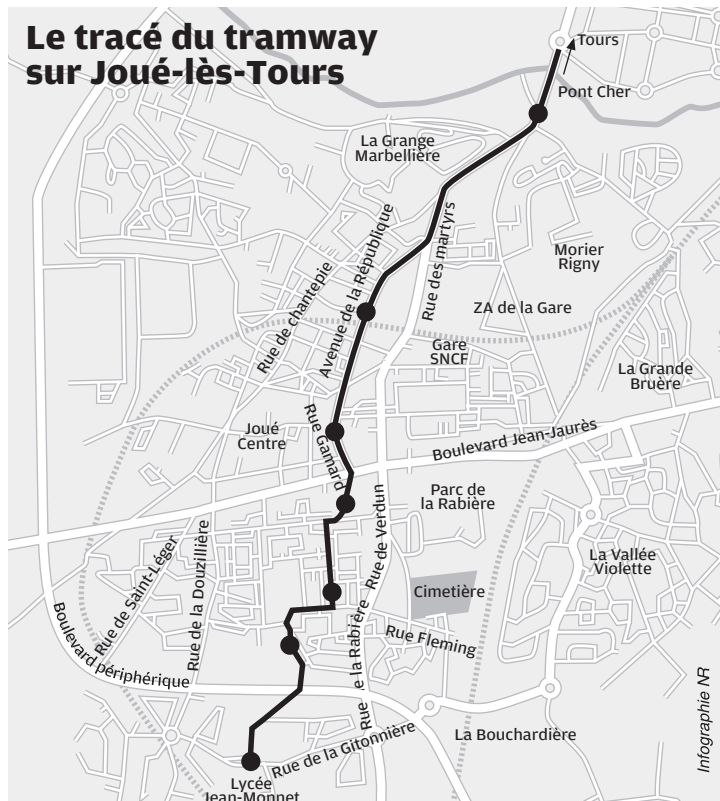 Le tracé du tramway
sur Joué-lès-Tours
Tours
Pont Cher
La Grange
Marbellière
Rue des martyrs
Avenue de la République
Rue de chantepie
Morier
Rigny
ZA de la Gare
Gare
SNCF
La Grande
Bruère
Rue Gamard
Joué
Centre
Boulevard Jean-Jaurès
Parc de
la Rabière
Rue de Verdun
La Vallée
Violette
Cimetière
Rue de Saint-Léger
Rue de la Douzillière
Rue Fleming
Rue e la Rabière
Boulevard périphérique
Rue de la Gitonnière
La Bouchardière
Lycée
Jean-Monnet
Infographie NR